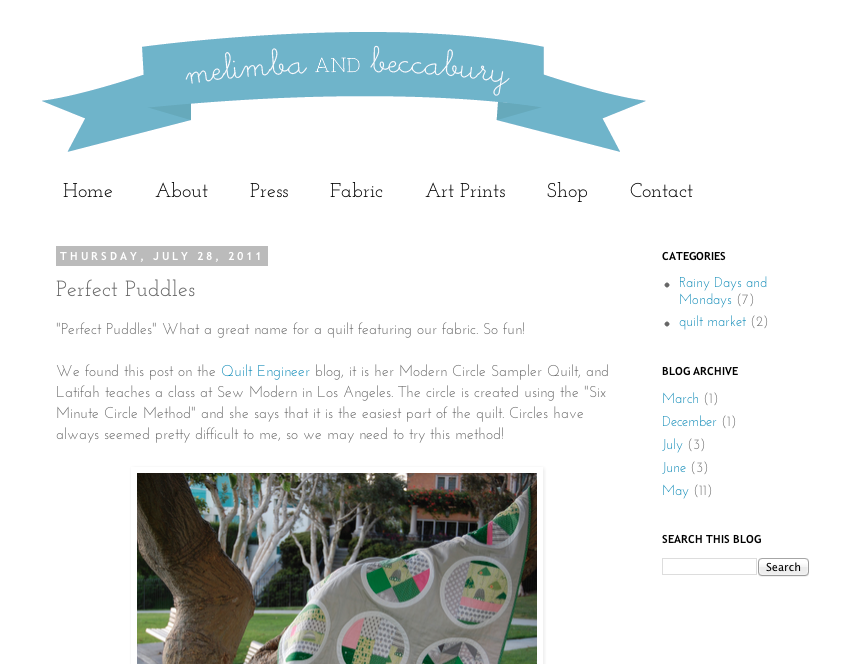 melimba AND beccabury
Home About Press Fabric Art Prints Shop Contact
THURSDAY, JULY 28, 2011
Perfect Puddles
"Perfect Puddles" What a great name for a quilt featuring our fabric. So fun!
We found this post on the Quilt Engineer blog, it is her Modern Circle Sampler Quilt, and
Latifah teaches a class at Sew Modern in Los Angeles. The circle is created using the "Six
Minute Circle Method" and she says that it is the easiest part of the quilt. Circles have
always seemed pretty difficult to me, so we may need to try this method!
CATEGORIES
Rainy Days and
Mondays (7)
quilt market (2)
BLOG ARCHIVE
March (1)
December (1)
July (3)
June (3)
May (11)
SEARCH THIS BLOG
Search